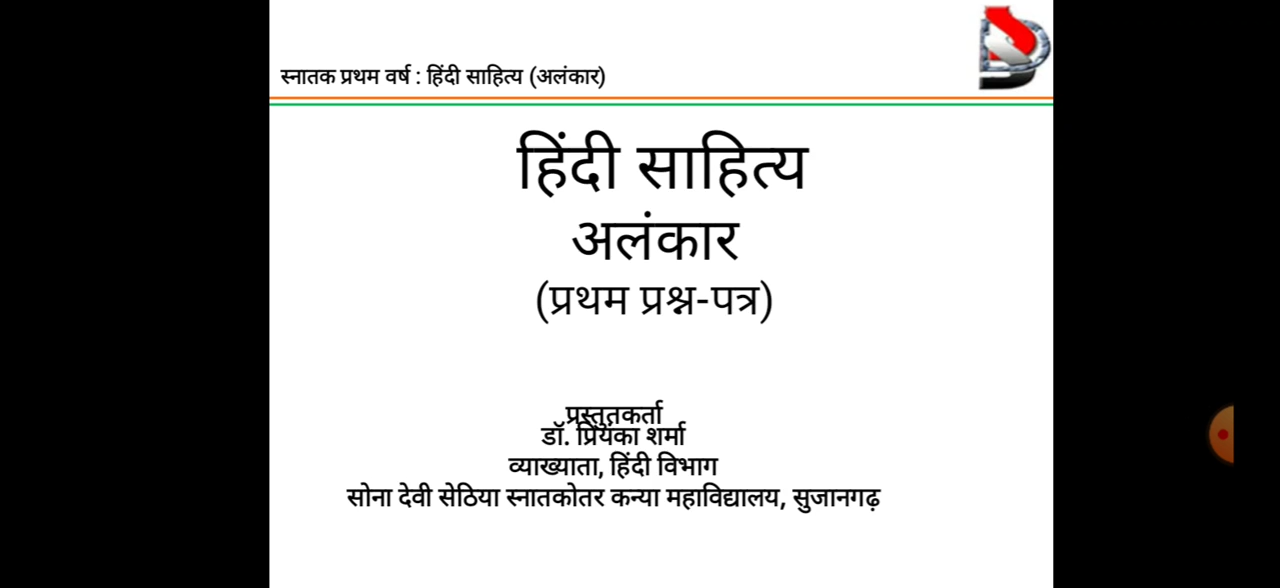 स्नातक प्रथम वर्ष : हिंदी साहित्य (अलंकार)
हिंदी साहित्य
अलंकार
(प्रथम प्रश्न-पत्र)
प्रस्तुतकर्ता
डॉ. प्रियंका शर्मा
व्याख्याता, हिंदी विभाग
सोना देवी सेठिया स्नातकोतर कन्या महाविद्यालय, सुजानगढ़